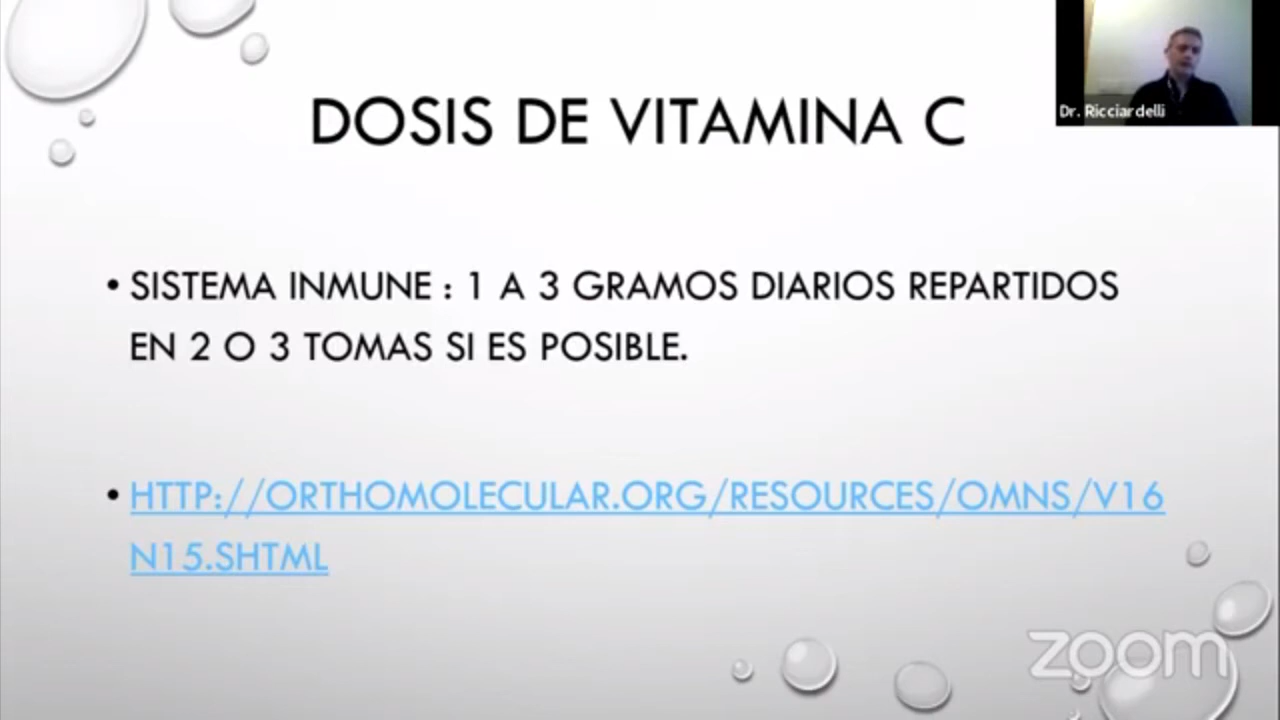 Dr. Ricciardelli
DOSIS DE VITAMINA C
• SISTEMA INMUNE : 1 A 3 GRAMOS DIARIOS REPARTIDOS
EN 2 O 3 TOMAS SI ES POSIBLE.
• HTTP://ORTHOMOLECULAR.ORG/RESOURCES/OMNS/V16
N15.SHTML
zoom